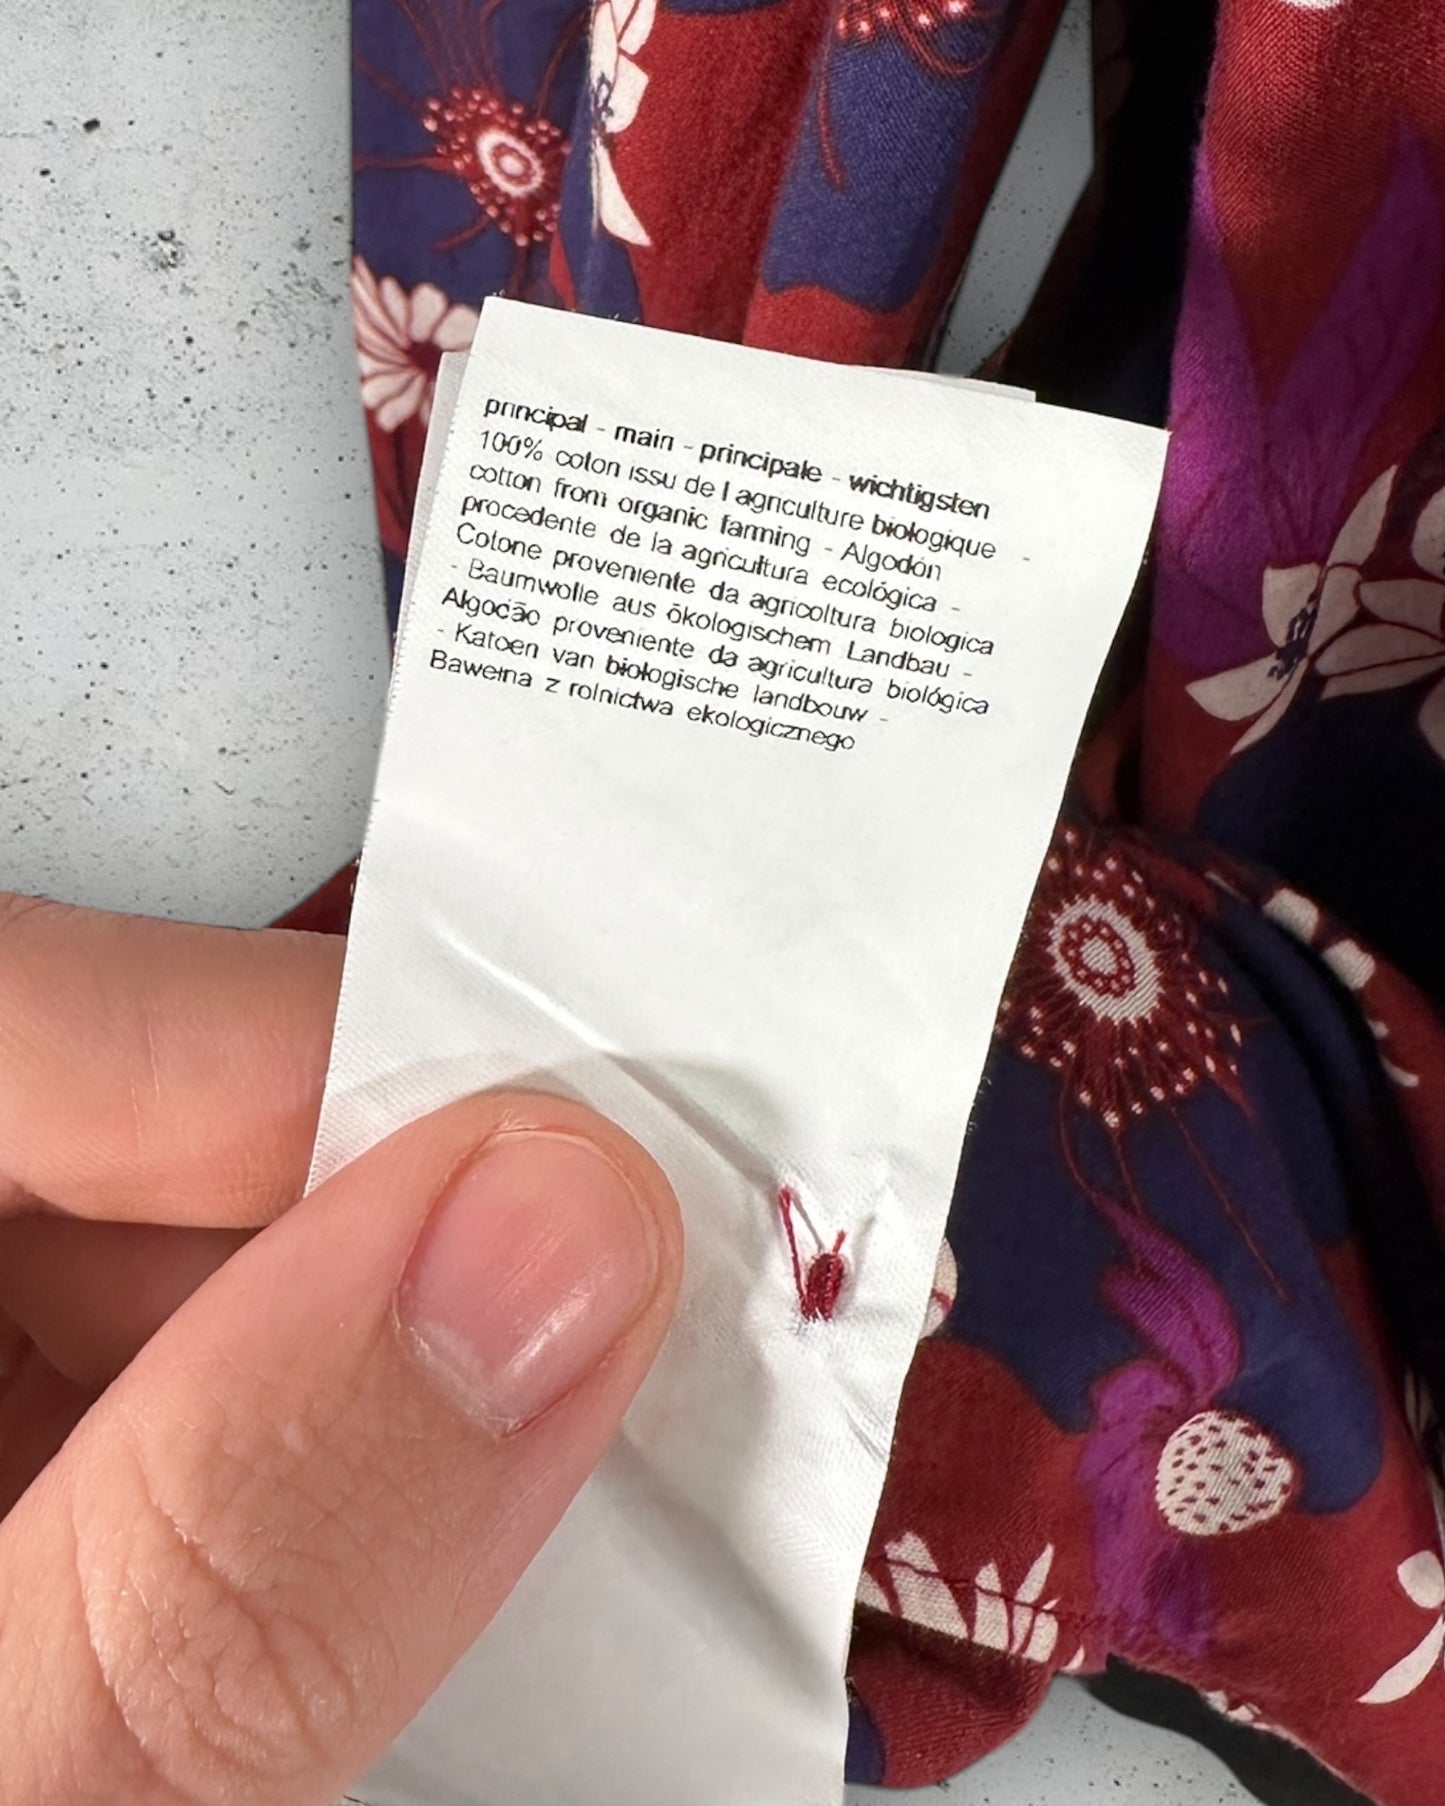 principal - main - principale - wichtigsten
100% coton issu de l agriculture biologique -
cotton from organic farming - Algodón
procedente de la agricultura ecológica -
Cotone proveniente da agricoltura biologica
- Baumwolle aus ökologischem Landbau -
Algodão proveniente da agricultura biológica
- Katoen van biologische landbouw -
Bawełna z rolnictwa ekologicznego